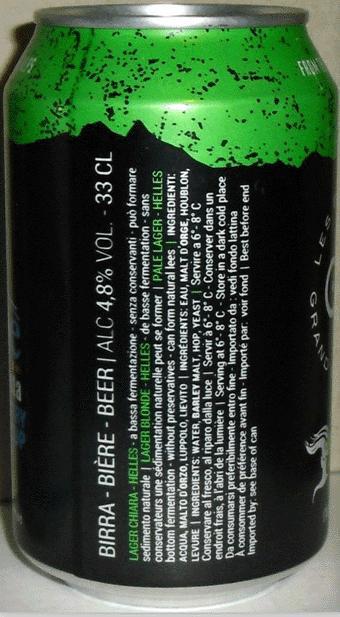 BIRRA - BIÈRE - BEER | ALC 4,8% VOL. - 33 CL
LAGER CHIARA - HELLES - a bassa fermentazione - senza conservanti - può formare
sedimento naturale | LAGER BLONDE - HELLES - de basse fermentation - sans
conservateurs une sédimentation naturelle peut se former | PALE LAGER - HELLES
bottom fermentation - without preservatives - can form natural lees | INGREDIENTI:
ACQUA, MALTO D'ORZO, LUPPOLO, LIEVITO | INGRÉDIENTS: EAU, MALT D'ORGE, HOUBLON,
LEVURE | INGREDIENTS: WATER, BARLEY MALT, HOP, YEAST | Servire a 6°- 8° C
Conservare al fresco, al riparo dalla luce | Servir à 6°- 8° C - Conserver dans un
endroit frais, à l'abri de la lumière | Serving at 6°- 8° C - Store in a dark cold place
Da consumarsi preferibilmente entro fine - Importato da : vedi fondo lattina
À consommer de préférence avant fin - Importé par: voir fond | Best before end
Imported by: see base of can
LES
GRAND
FROM